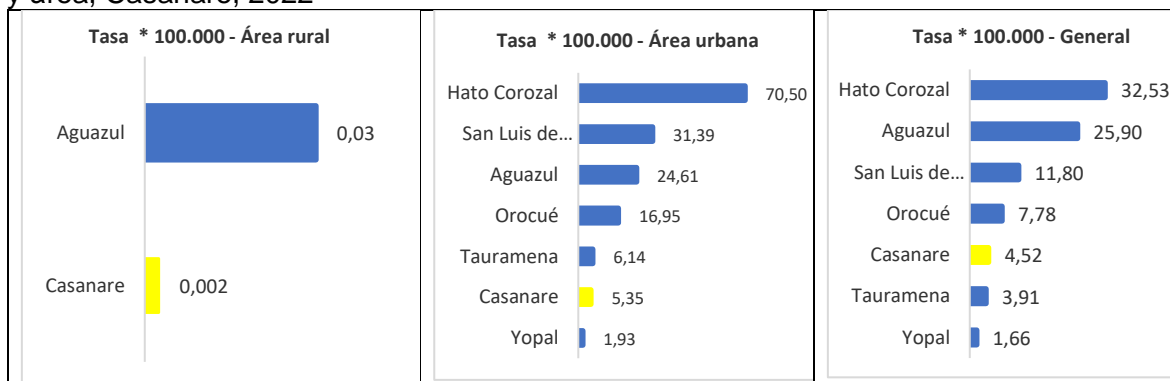 y área, Casanare, 2022
Tasa * 100.000 - Área rural
Aguazul 0,03
Casanare 0,002
Tasa * 100.000 - Área urbana
Hato Corozal 70,50
San Luis de... 31,39
Aguazul 24,61
Orocué 16,95
Tauramena 6,14
Casanare 5,35
Yopal 1,93
Tasa * 100.000 - General
Hato Corozal 32,53
Aguazul 25,90
San Luis de... 11,80
Orocué 7,78
Casanare 4,52
Tauramena 3,91
Yopal 1,66